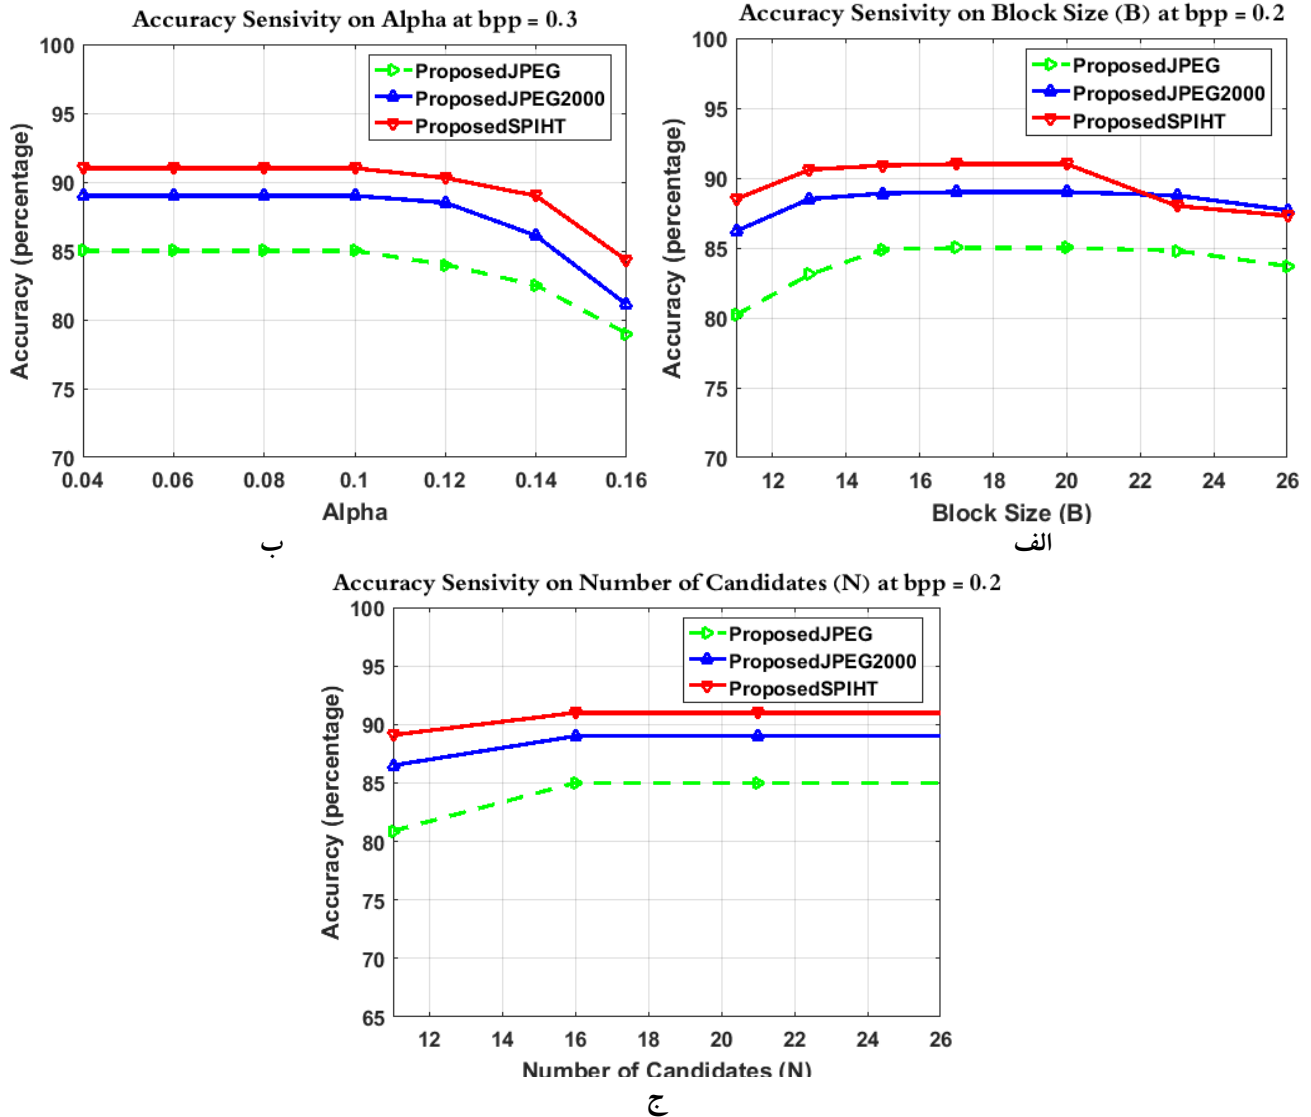 Accuracy Sensivity on Alpha at bpp = 0.3
100
95
90
85
80
75
70
Accuracy (percentage)
ProposedJPEG
ProposedJPEG2000
ProposedSPIHT
0.04 0.06 0.08 0.1 0.12 0.14 0.16
Alpha
ب
Accuracy Sensivity on Block Size (B) at bpp = 0.2
100
95
90
85
80
75
70
Accuracy (percentage)
ProposedJPEG
ProposedJPEG2000
ProposedSPIHT
12 14 16 18 20 22 24 26
Block Size (B)
الف
Accuracy Sensivity on Number of Candidates (N) at bpp = 0.2
100
95
90
85
80
75
70
65
Accuracy (percentage)
ProposedJPEG
ProposedJPEG2000
ProposedSPIHT
12 14 16 18 20 22 24 26
Number of Candidates (N)
ج